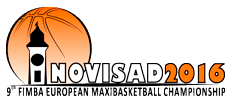 NOVISAD2016
9TH FIMBA EUROPEAN MAXIBASKETBALL CHAMPIONSHIP